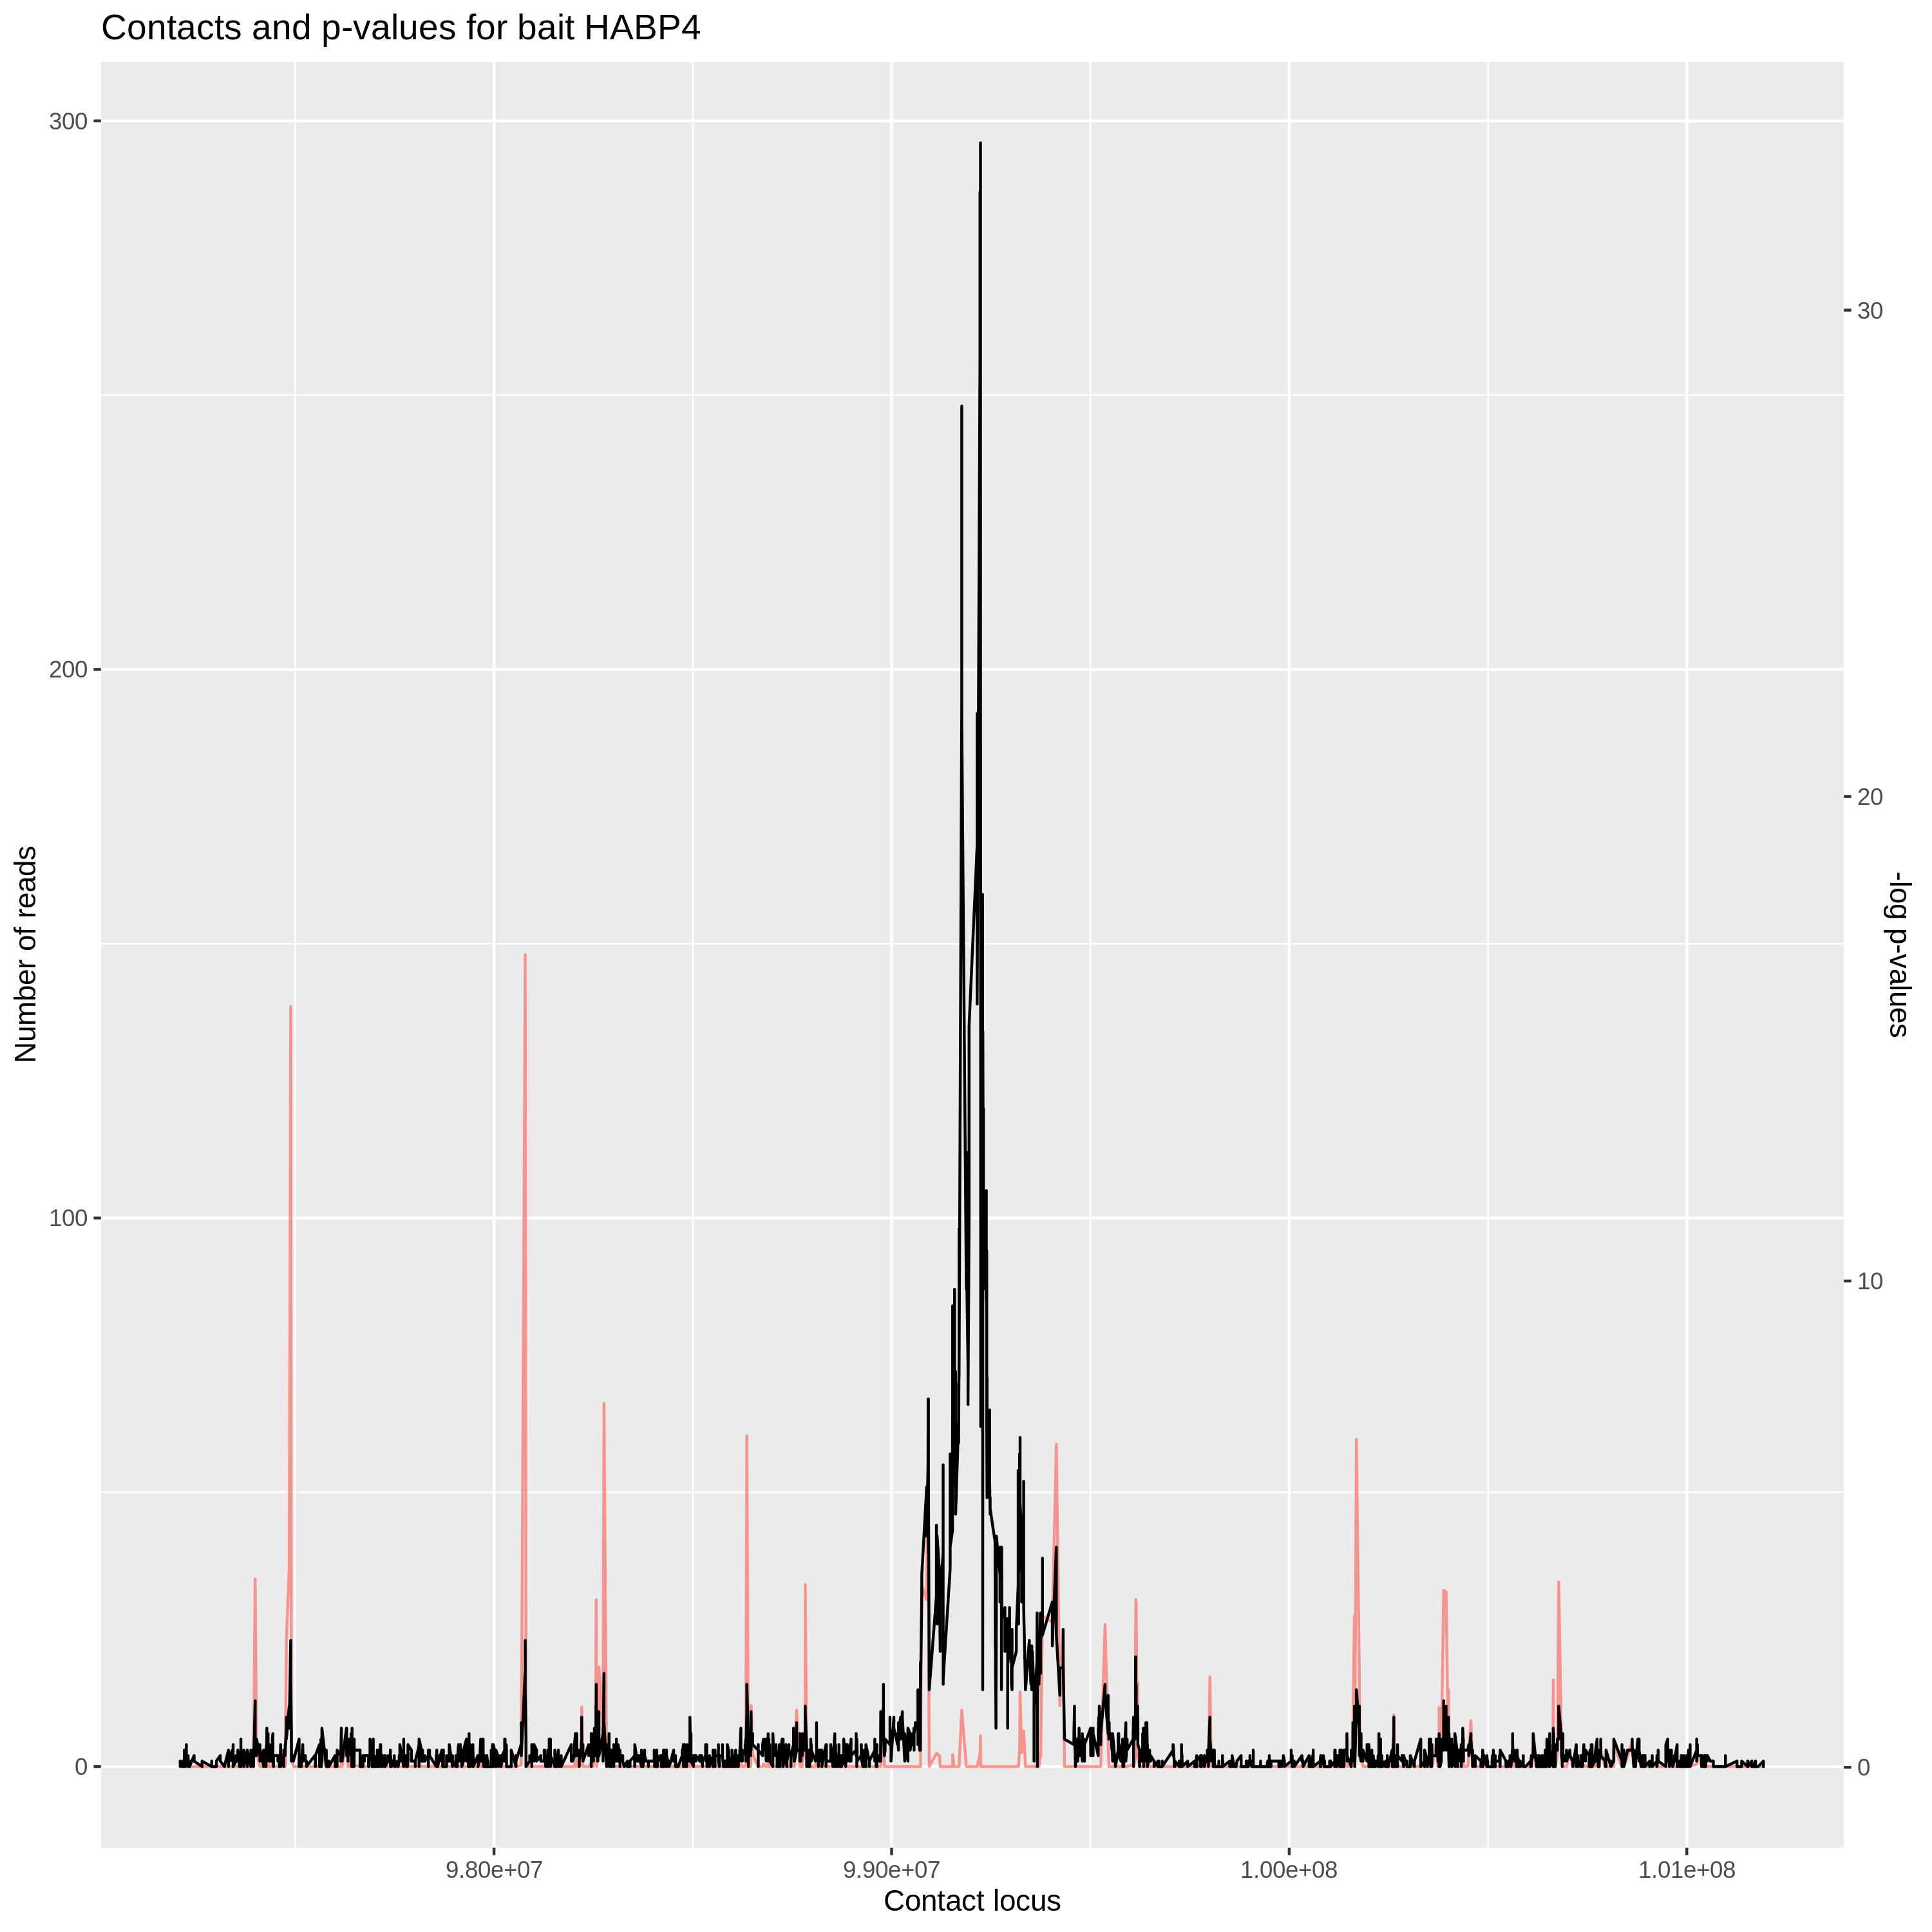 Contacts and p-values for bait HABP4
300
200
100
0
30
20
10
0
Number of reads
-log p-values
9.80e+07
9.90e+07
1.00e+08
1.01e+08
Contact locus